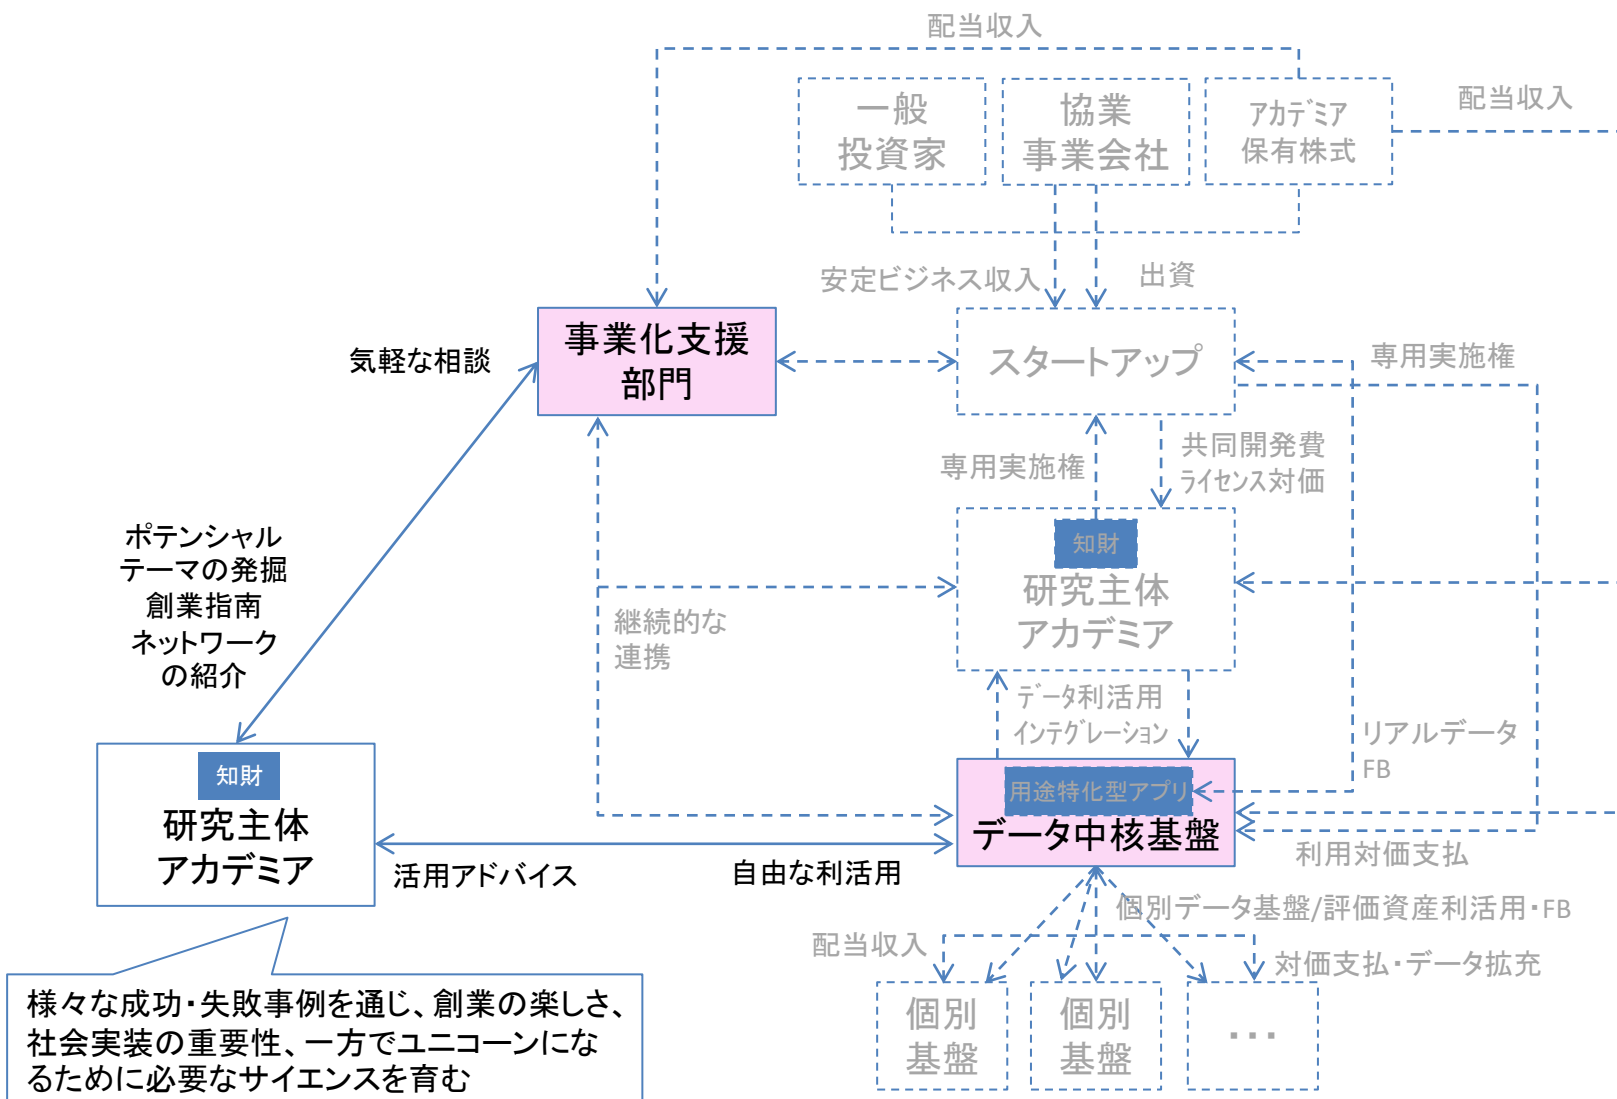 配当収入
一般
投資家
協業
事業会社
アカデミア
保有株式
配当収入
安定ビジネス収入
出資
事業化支援
部門
気軽な相談
スタートアップ
専用実施権
専用実施権
共同開発費
ライセンス対価
ポテンシャル
テーマの発掘
創業指南
ネットワーク
の紹介
知財
研究主体
アカデミア
継続的な
連携
データ利活用
インテグレーション
リアルデータ
FB
知財
研究主体
アカデミア
用途特化型アプリ
データ中核基盤
活用アドバイス
自由な利活用
利用対価支払
個別データ基盤/評価資産利活用・FB
配当収入
対価支払・データ拡充
個別
基盤
個別
基盤
・・・
様々な成功・失敗事例を通じ、創業の楽しさ、
社会実装の重要性、一方でユニコーンにな
るために必要なサイエンスを育む